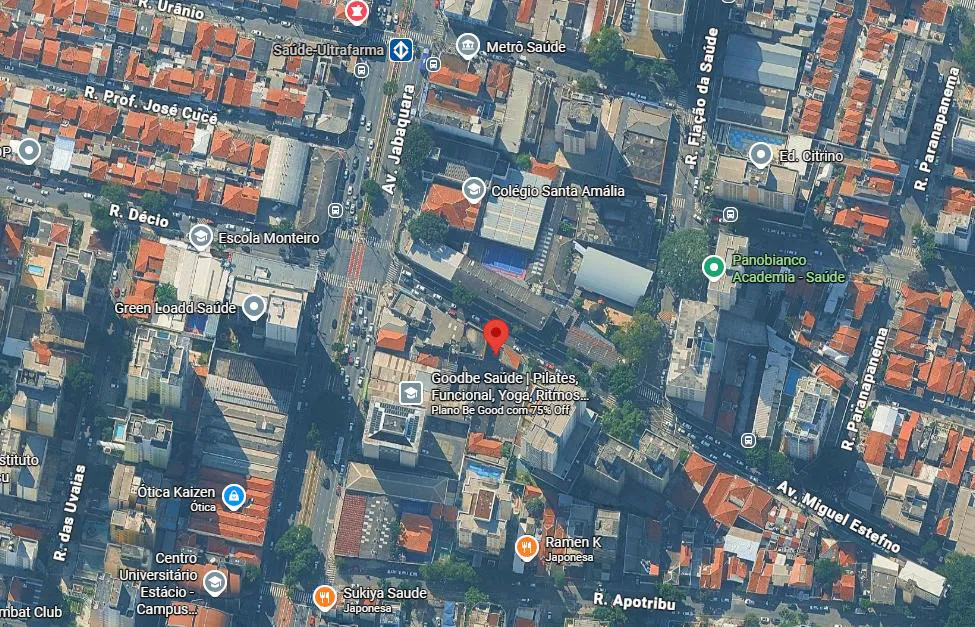 R. Urânio
Saúde-Ultrafarma
Metrô Saúde
R. Fiação da Saúde
R. Prof. José Cucê
Av. Jabaquara
R. Paranapanema
Ed. Citrino
Colégio Santa Amália
R. Décio
Escola Monteiro
Panobianco
Academia - Saúde
Green Loadd Saúde
Goodbe Saúde | Pilates,
Funcional, Yoga, Ritmos...
Plano Be Good com 75% Off
R. Paranapanema
stituto
su
R. das Uvaias
Ótica Kaizen
Ótica
Av. Miguel Estefno
Ramen K
Japonesa
Centro
Universitário
Estácio -
Campus...
Sukiya Saude
Japonesa
R. Apotribu
mbat Club